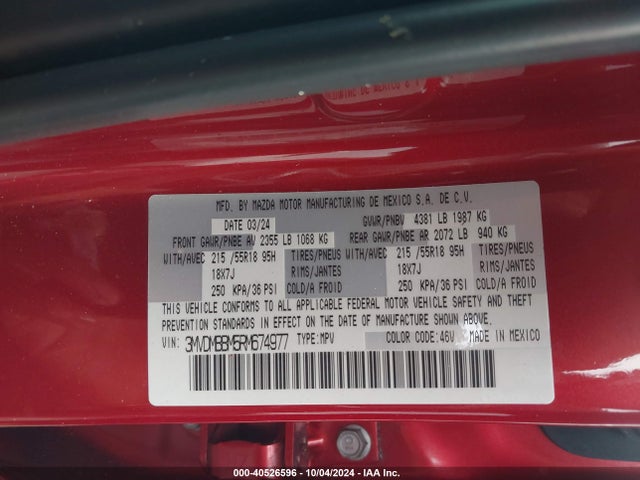 MFD. BY MAZDA MOTOR MANUFACTURING DE MEXICO S.A. DE C.V.
DATE 03/24 GVWR/PNBV 4381 LB 1987 KG
FRONT GAWR/PNBE AV 2355 LB 1068 KG REAR GAWR/PNBE AR 2072 LB 940 KG
WITH/AVEC 215 /55R18 95H TIRES/PNEUS WITH/AVEC 215 /55R18 95H TIRES/PNEUS
18X7J RIMS/JANTES 18X7J RIMS/JANTES
250 KPA/36 PSI COLD/A FROID 250 KPA/36 PSI COLD/A FROID
THIS VEHICLE CONFORMS TO ALL APPLICABLE FEDERAL MOTOR VEHICLE SAFETY AND THEFT
PREVENTION STANDARDS IN EFFECT ON THE DATE OF MANUFACTURE SHOWN ABOVE.
VIN: 3MVDMBBM5RM674977 TYPE:MPV COLOR CODE:46V MADE IN MEXICO
000-40526596 - 10/04/2024 - IAA Inc.